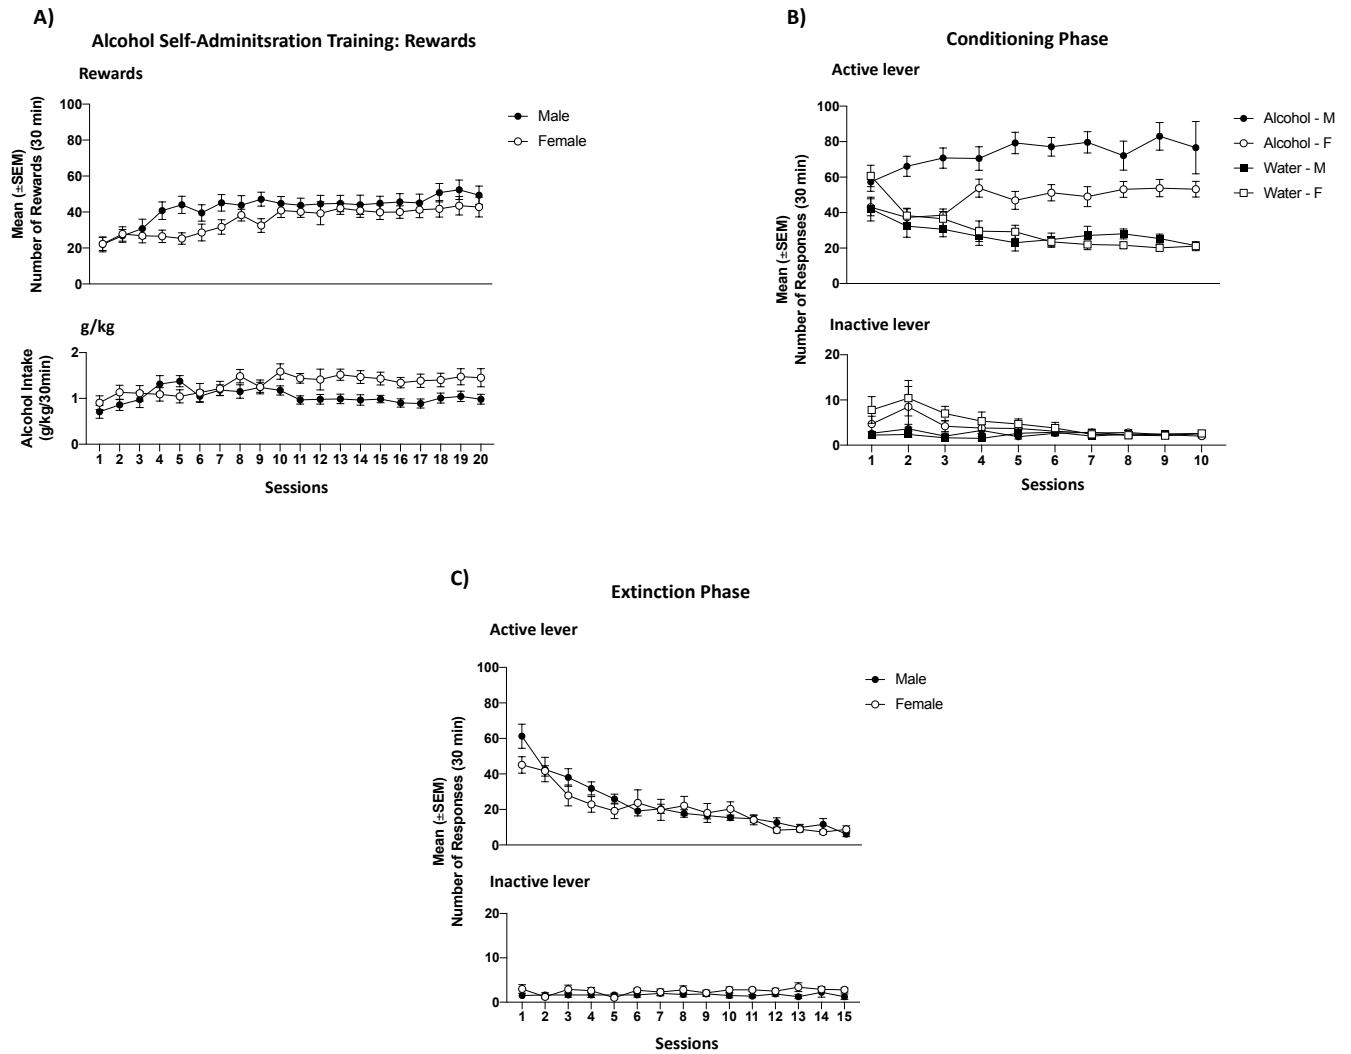 A)
Alcohol Self-Adminitsration Training: Rewards
Rewards
Mean (±SEM)
Number of Rewards (30 min)
100
80
60
40
20
0
Male
Female
g/kg
Alcohol Intake
(g/kg/30min)
2
1
0
1 2 3 4 5 6 7 8 9 10 11 12 13 14 15 16 17 18 19 20
Sessions
B)
Conditioning Phase
Active lever
Mean (±SEM)
Number of Responses (30 min)
100
80
60
40
20
0
Alcohol - M
Alcohol - F
Water - M
Water - F
Inactive lever
20
10
0
1 2 3 4 5 6 7 8 9 10
Sessions
C)
Extinction Phase
Active lever
Mean (±SEM)
Number of Responses (30 min)
100
80
60
40
20
0
Male
Female
Inactive lever
20
10
0
1 2 3 4 5 6 7 8 9 10 11 12 13 14 15
Sessions